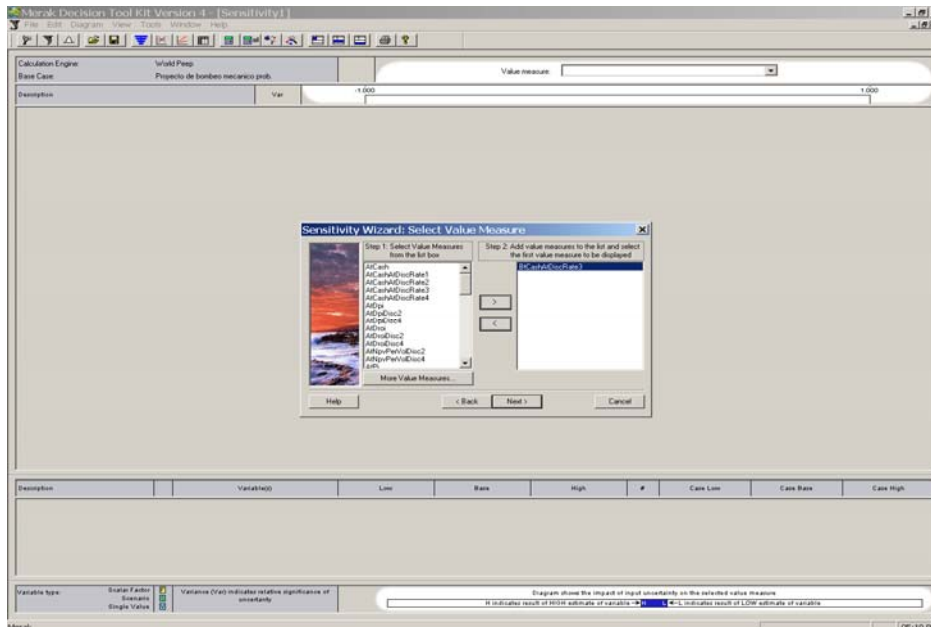 Merak Decision Tool Kit Version 4 - [Sensitivity1]
File Edit Diagram View Tools Window Help
Calculation Engine: World Peep
Base Case: Proyecto de bombeo mecanico prob.
Value measure:
Description Var -1.000 1.000
Sensitivity Wizard: Select Value Measure
Step 1: Select Value Measures
from the list box
Step 2: Add value measures to the list and select
the first value measure to be displayed
AtCash
AtCashAtDiscRate1
AtCashAtDiscRate2
AtCashAtDiscRate3
AtCashAtDiscRate4
AtDpi
AtDpiDisc2
AtDpiDisc4
AtDroi
AtDroiDisc2
AtDroiDisc4
AtNpvPerVolDisc2
AtNpvPerVolDisc4
AtPi
BtCashAtDiscRate3
>
<
More Value Measures...
Help < Back Next > Cancel
Description Variable(s) Low Base High # Case Low Case Base Case High
Variable type: Scalar Factor
Scenario
Single Value
Variance (Var) indicates relative significance of
uncertainty
Diagram shows the impact of input uncertainty on the selected value measure
H indicates result of HIGH estimate of variable -> H L <-L indicates result of LOW estimate of variable
Merak